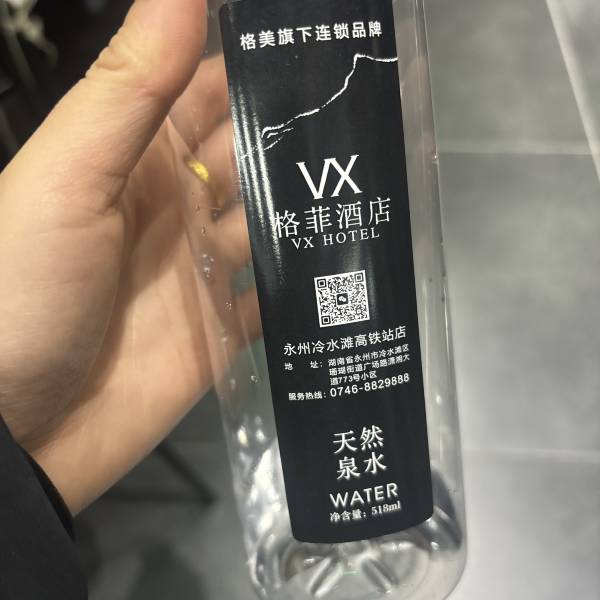 格美旗下连锁品牌
VX
格菲酒店
VX HOTEL
永州冷水滩高铁站店
地 址：湖南省永州市冷水滩区
珊瑚街道广场路潇湘大
道773号小区
服务热线：0746-8829888
天然
泉水
WATER
净含量：518ml